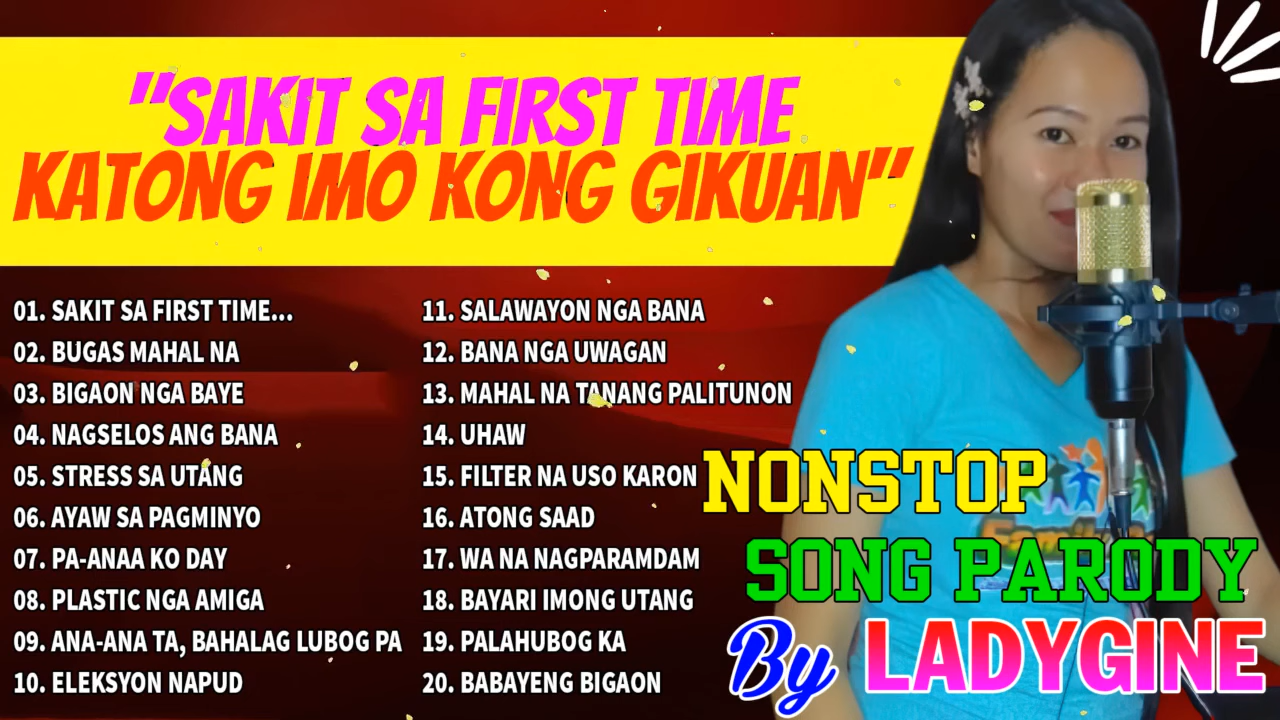 "SAKIT SA FIRST TIME
KATONG IMO KONG GIKUAN"
01. SAKIT SA FIRST TIME...
02. BUGAS MAHAL NA
03. BIGAON NGA BAYE
04. NAGSELOS ANG BANA
05. STRESS SA UTANG
06. AYAW SA PAGMINYO
07. PA-ANAA KO DAY
08. PLASTIC NGA AMIGA
09. ANA-ANA TA, BAHALAG LUBOG PA
10. ELEKSYON NAPUD
11. SALAWAYON NGA BANA
12. BANA NGA UWAGAN
13. MAHAL NA TANANG PALITUNON
14. UHAW
15. FILTER NA USO KARON
16. ATONG SAAD
17. WA NA NAGPARAMDAM
18. BAYARI IMONG UTANG
19. PALAHUBOG KA
20. BABAYENG BIGAON
NONSTOP
SONG PARODY
By LADYGINE